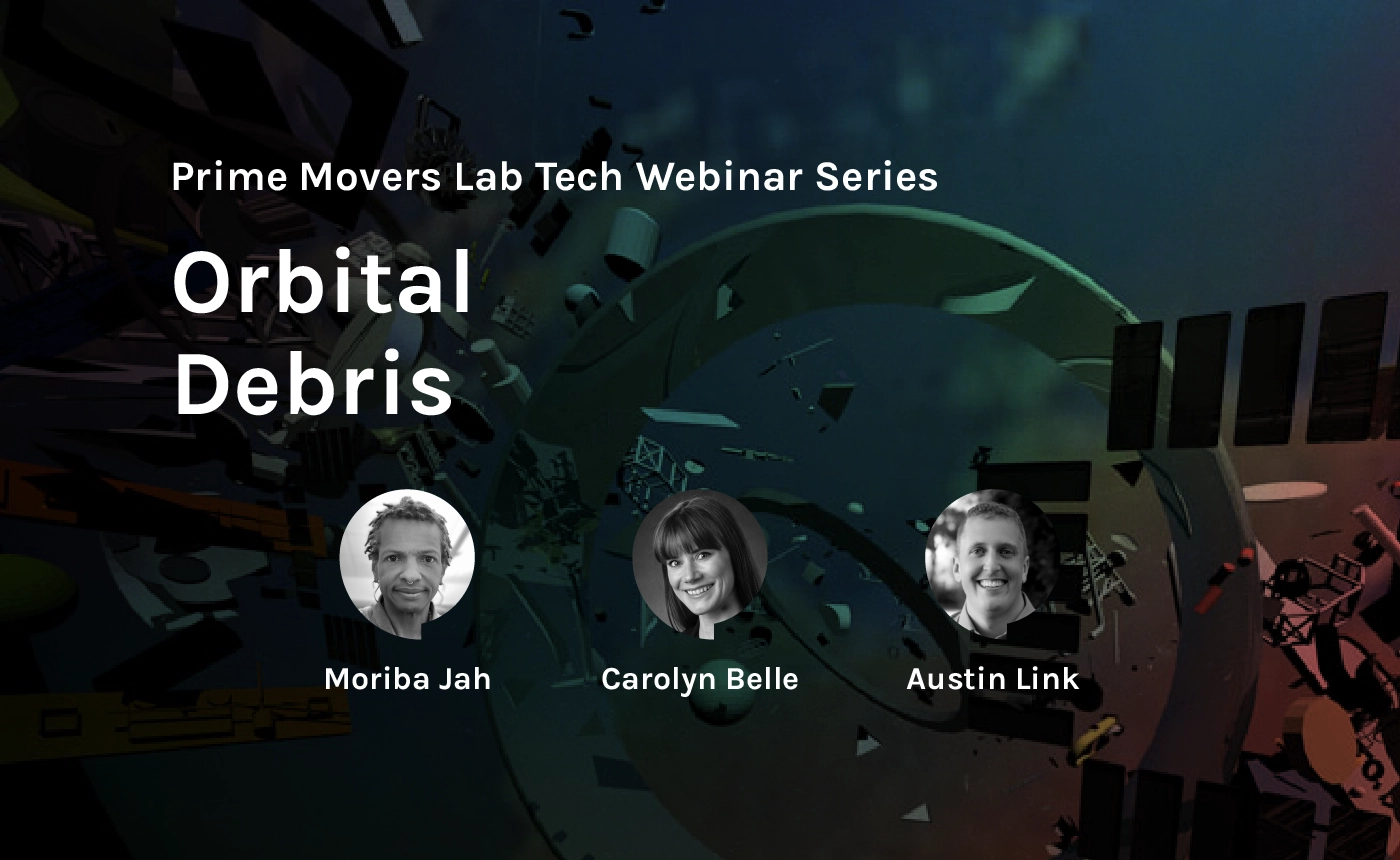 Prime Movers Lab Tech Webinar Series
Orbital
Debris
Moriba Jah
Carolyn Belle
Austin Link